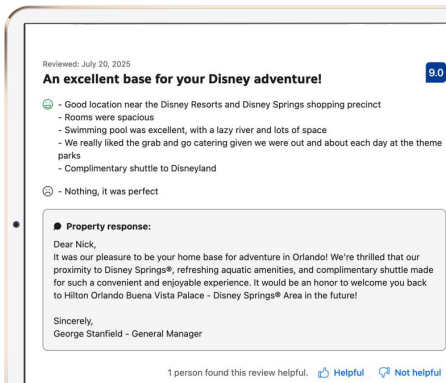 Reviewed: July 20, 2025
An excellent base for your Disney adventure!
9.0
- Good location near the Disney Resorts and Disney Springs shopping precinct
- Rooms were spacious
- Swimming pool was excellent, with a lazy river and lots of space
- We really liked the grab and go catering given we were out and about each day at the theme
parks
- Complimentary shuttle to Disneyland
- Nothing, it was perfect
Property response:
Dear Nick,
It was our pleasure to be your home base for adventure in Orlando! We're thrilled that our
proximity to Disney Springs®, refreshing aquatic amenities, and complimentary shuttle made
for such a convenient and enjoyable experience. It would be an honor to welcome you back
to Hilton Orlando Buena Vista Palace - Disney Springs® Area in the future!
Sincerely,
George Stanfield - General Manager
1 person found this review helpful. Helpful Not helpful